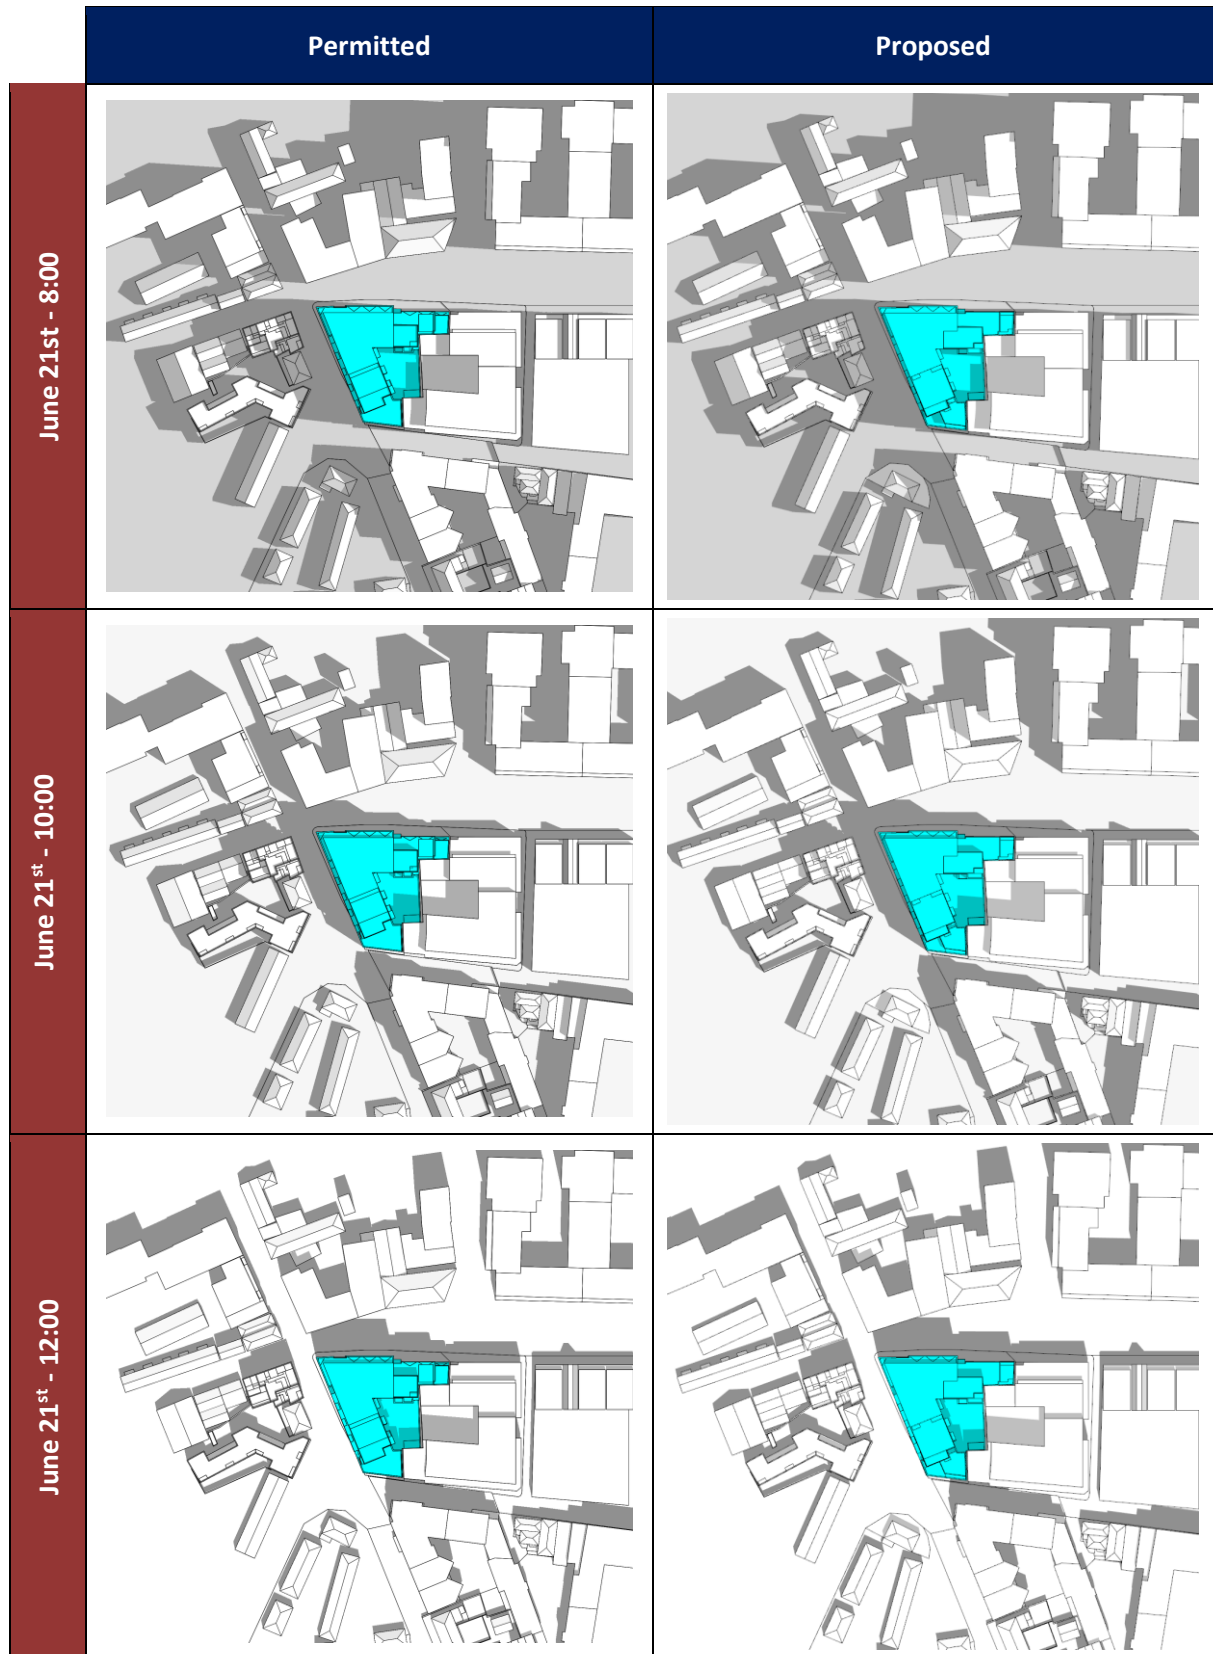 Permitted
Proposed
June 21st - 8:00
June 21st - 10:00
June 21st - 12:00